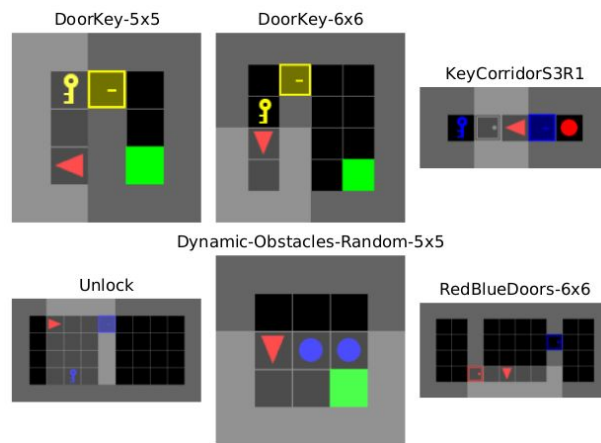 DoorKey-5x5
DoorKey-6x6
KeyCorridorS3R1
Unlock
Dynamic-Obstacles-Random-5x5
RedBlueDoors-6x6